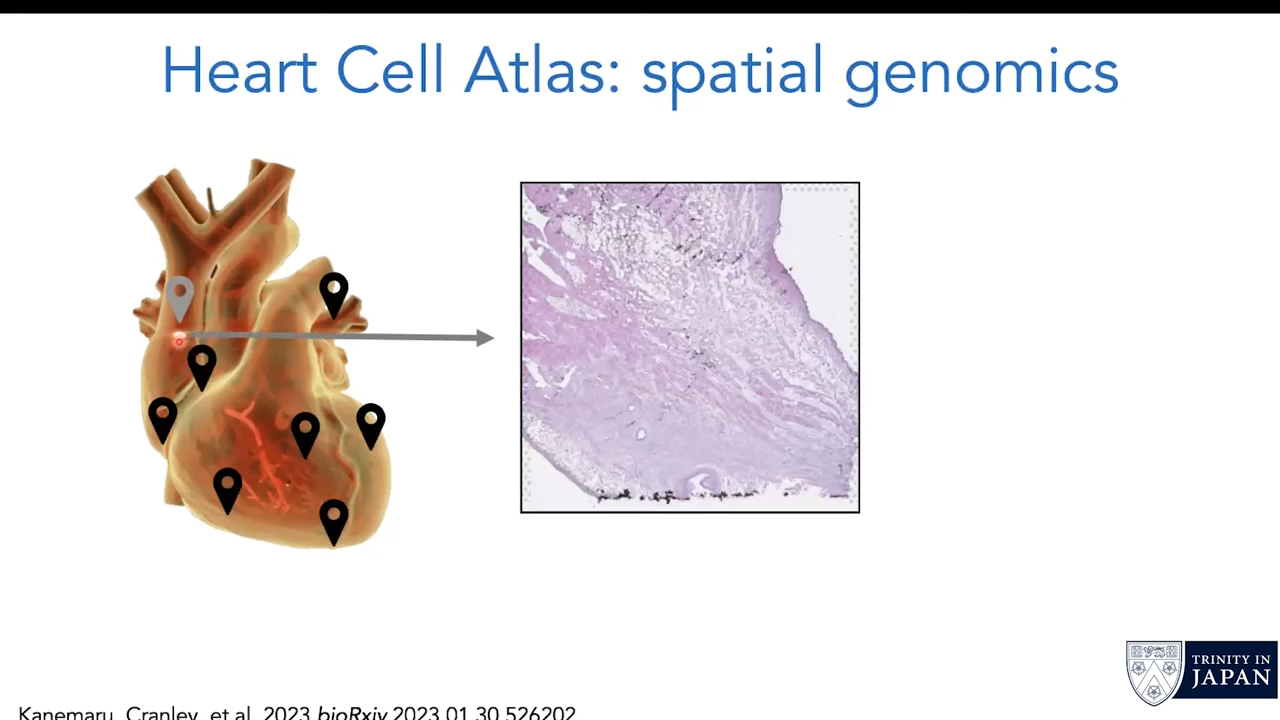 Heart Cell Atlas: spatial genomics
TRINITY IN
JAPAN
Kanemaru, Cranley, et al. 2023 bioRxiv 2023.01.30.526202